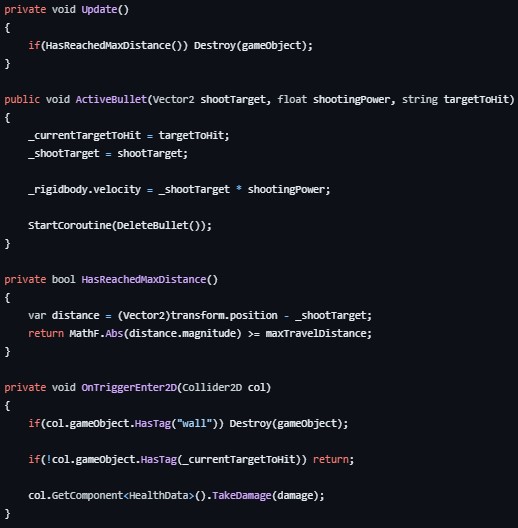 private void Update()
{
    if(HasReachedMaxDistance()) Destroy(gameObject);
}

public void ActiveBullet(Vector2 shootTarget, float shootingPower, string targetToHit)
{
    _currentTargetToHit = targetToHit;
    _shootTarget = shootTarget;

    _rigidbody.velocity = _shootTarget * shootingPower;

    StartCoroutine(DeleteBullet());
}

private bool HasReachedMaxDistance()
{
    var distance = (Vector2)transform.position - _shootTarget;
    return MathF.Abs(distance.magnitude) >= maxTravelDistance;
}

private void OnTriggerEnter2D(Collider2D col)
{
    if(col.gameObject.HasTag("wall")) Destroy(gameObject);

    if(!col.gameObject.HasTag(_currentTargetToHit)) return;

    col.GetComponent<HealthData>().TakeDamage(damage);
}